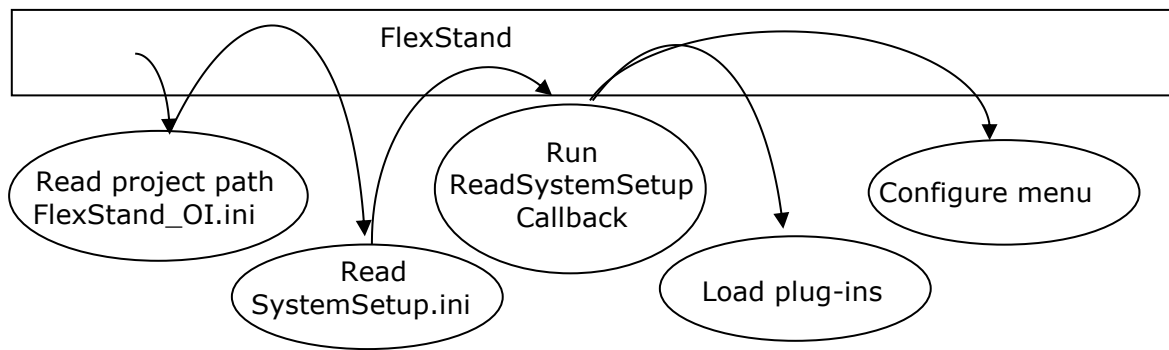 FlexStand
Read project path
FlexStand_OI.ini
Read
SystemSetup.ini
Run
ReadSystemSetup
Callback
Load plug-ins
Configure menu